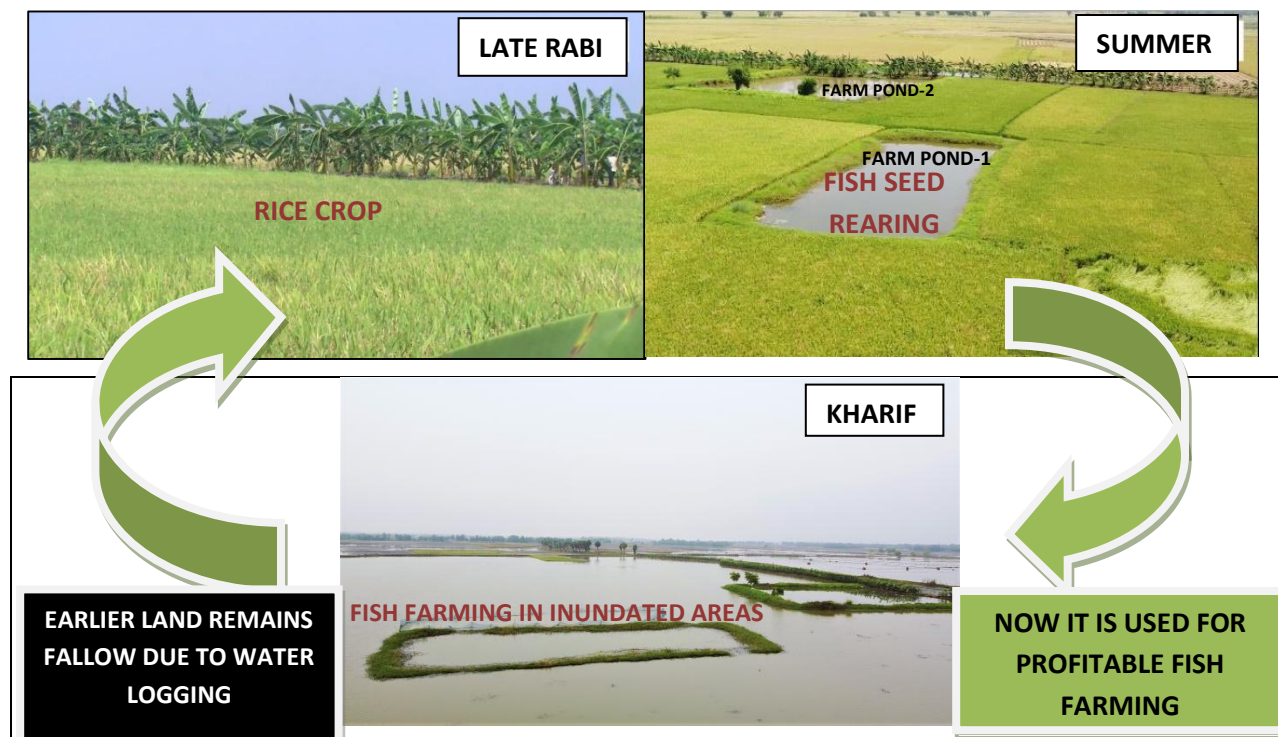 LATE RABI
RICE CROP
SUMMER
FARM POND-2
FARM POND-1
FISH SEED
REARING
KHARIF
FISH FARMING IN INUNDATED AREAS
EARLIER LAND REMAINS
FALLOW DUE TO WATER
LOGGING
NOW IT IS USED FOR
PROFITABLE FISH
FARMING